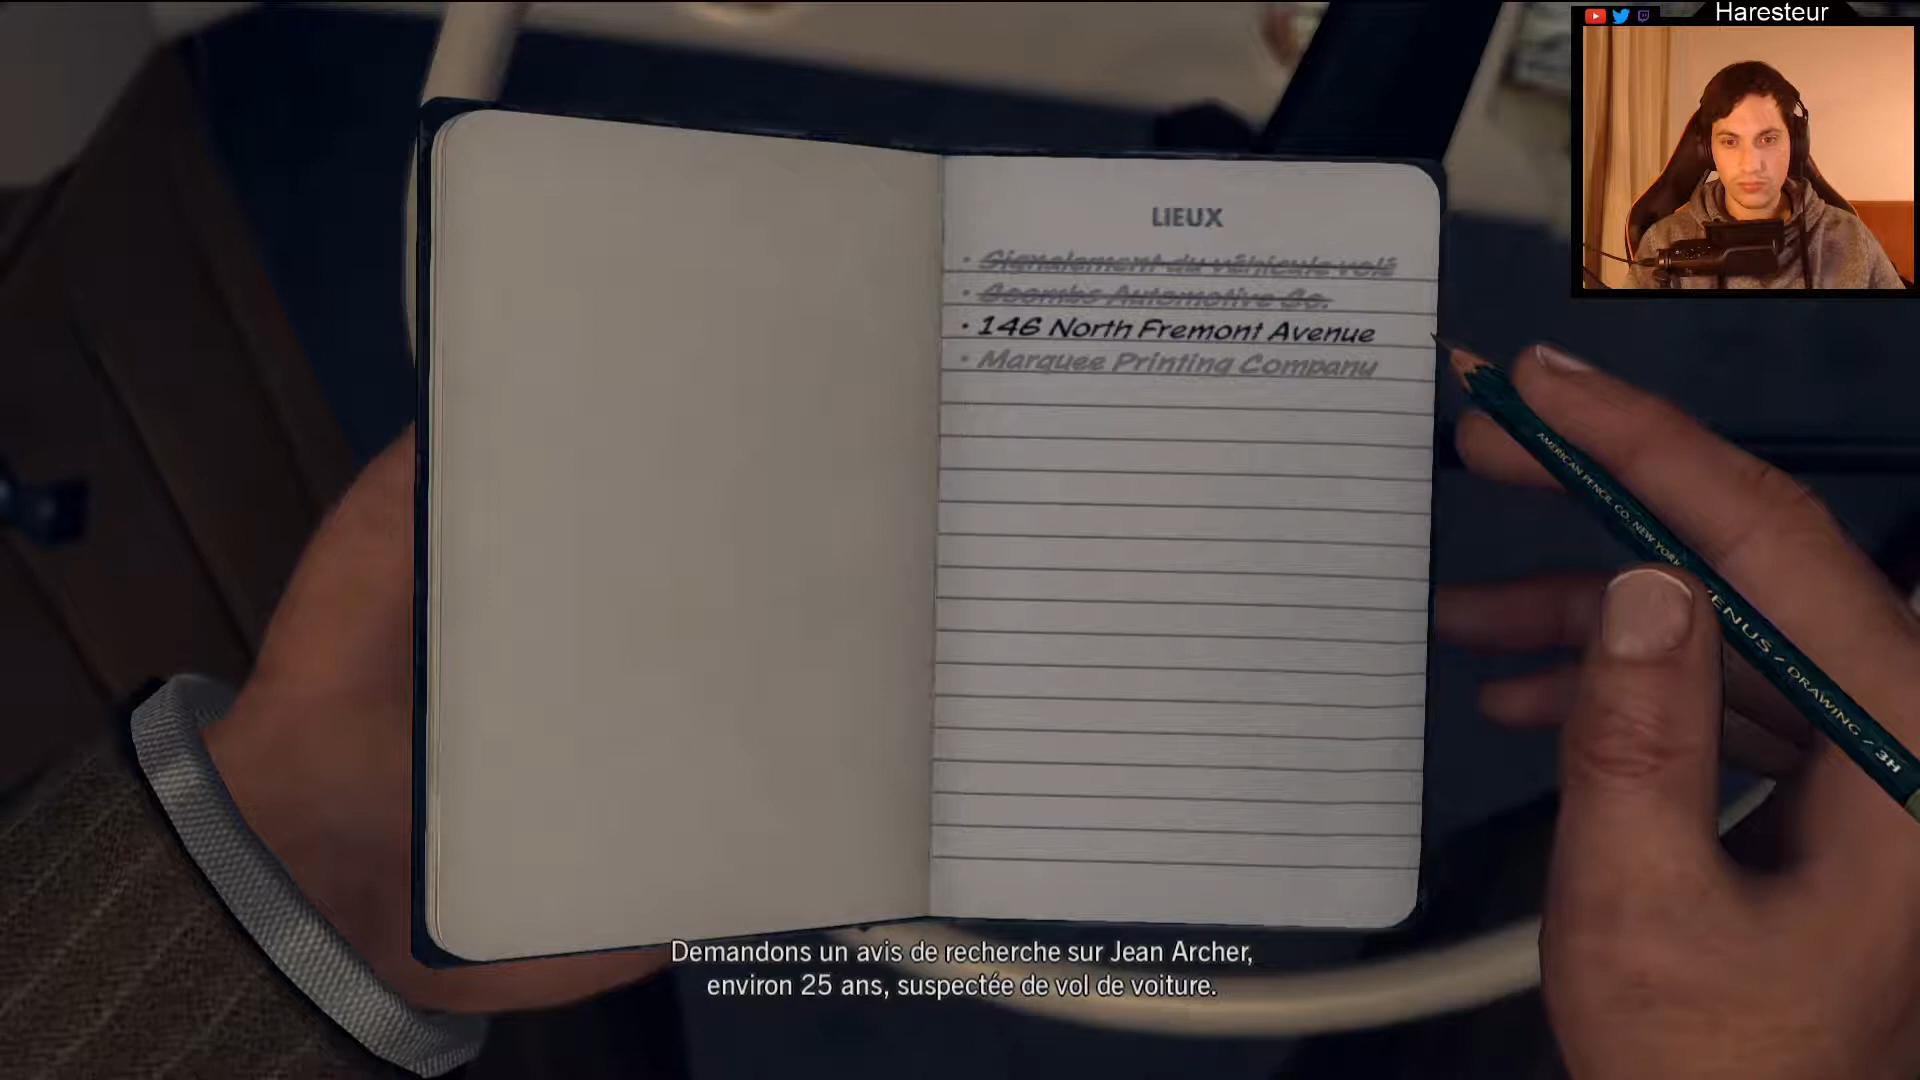 Haresteur
LIEUX
• Signalement du véhicule volé
• Coombs Automotive Co.
• 146 North Fremont Avenue
• Marquee Printing Company
AMERICAN PENCIL CO. NEW YORK
VENUS / DRAWING / 3H
Demandons un avis de recherche sur Jean Archer,
environ 25 ans, suspectée de vol de voiture.